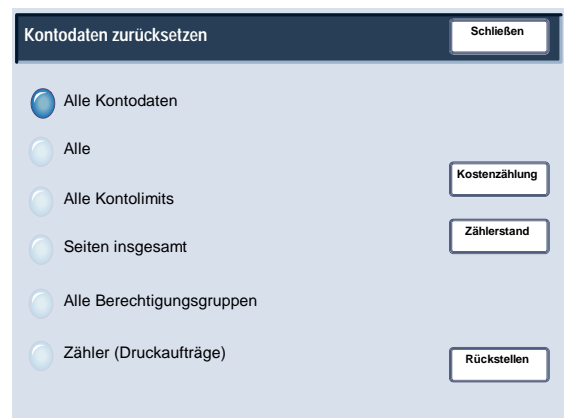 Kontodaten zurücksetzen
Schließen
Alle Kontodaten
Alle
Kostenzählung
Alle Kontolimits
Zählerstand
Seiten insgesamt
Alle Berechtigungsgruppen
Zähler (Druckaufträge)
Rückstellen